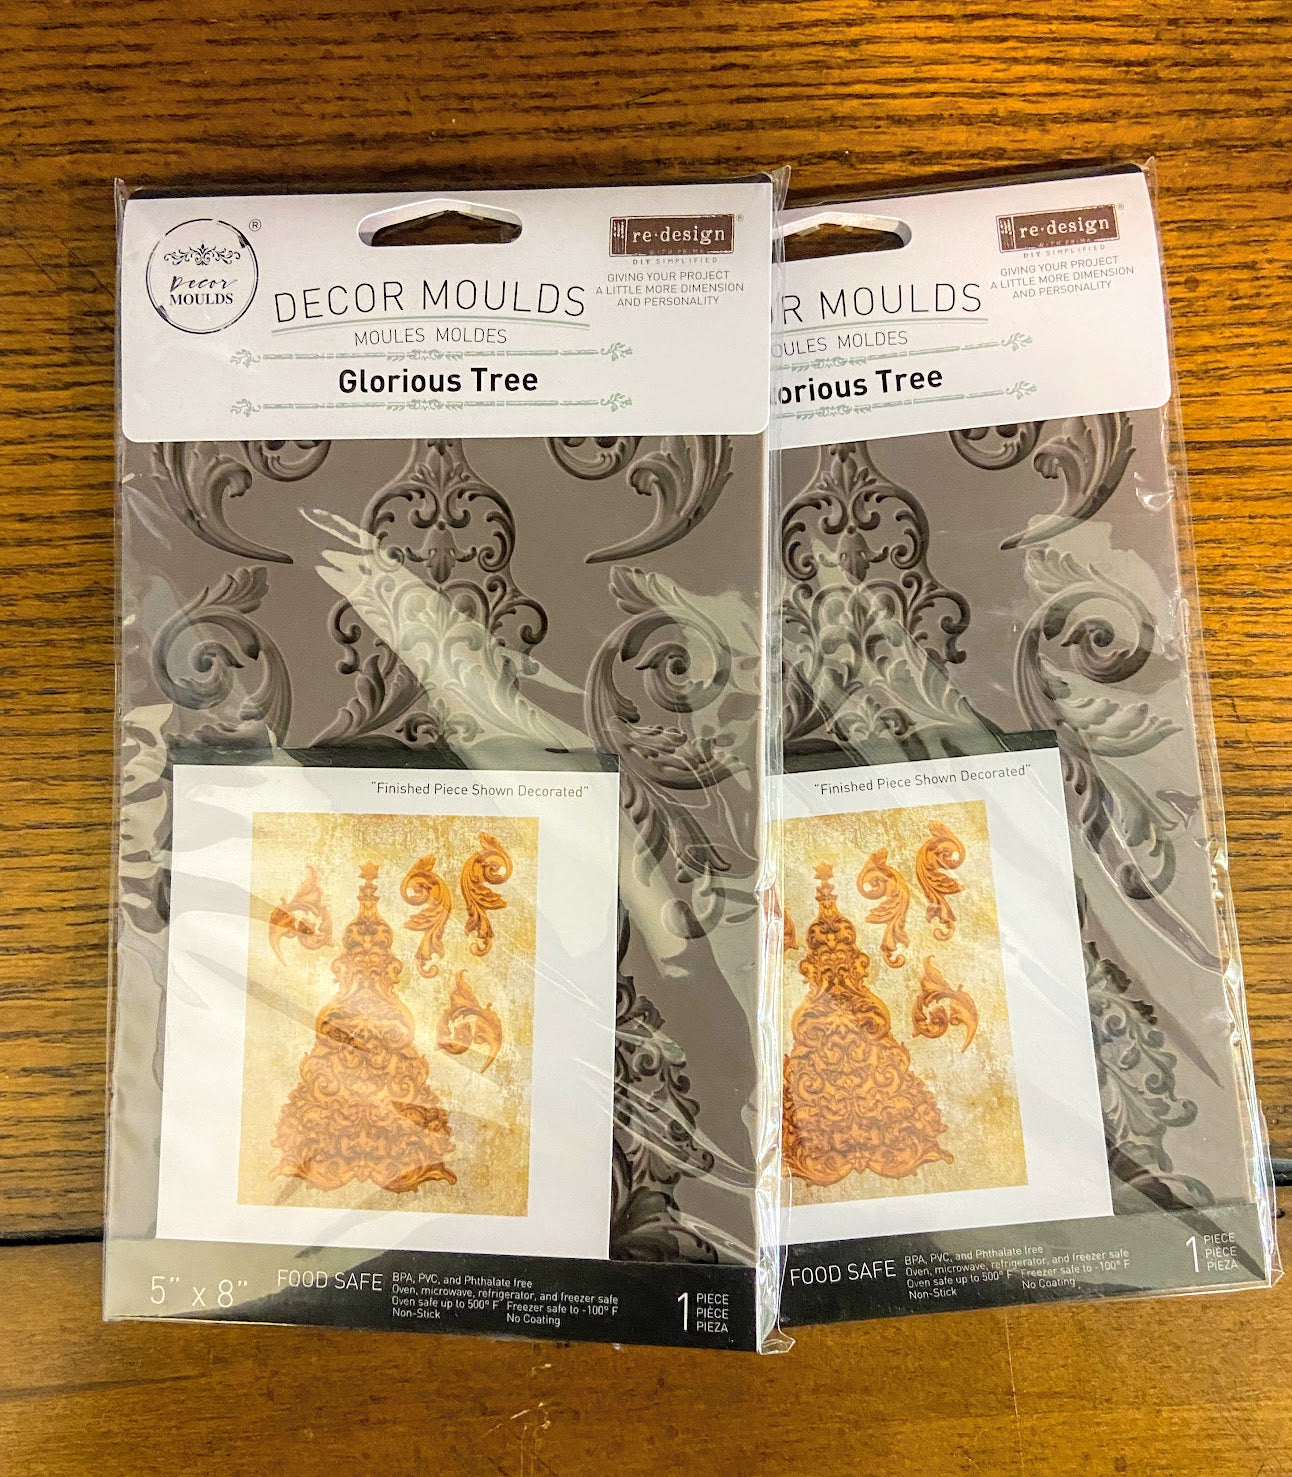 Decor
MOULDS
®
re·design
®
WITH PRIMA
DIY SIMPLIFIED
GIVING YOUR PROJECT
A LITTLE MORE DIMENSION
AND PERSONALITY
DECOR MOULDS
MOULES MOLDES
Glorious Tree
"Finished Piece Shown Decorated"
5" x 8"
FOOD SAFE
BPA, PVC, and Phthalate free
Oven, microwave, refrigerator, and freezer safe
Oven safe up to 500° F Freezer safe to -100° F
Non-Stick No Coating
1 PIECE
PIÈCE
PIEZA
re·design
®
WITH PRIMA
DIY SIMPLIFIED
GIVING YOUR PROJECT
A LITTLE MORE DIMENSION
AND PERSONALITY
R MOULDS
OULES MOLDES
orious Tree
"Finished Piece Shown Decorated"
FOOD SAFE
BPA, PVC, and Phthalate free
Oven, microwave, refrigerator, and freezer safe
Oven safe up to 500° F Freezer safe to -100° F
Non-Stick No Coating
1 PIECE
PIÈCE
PIEZA